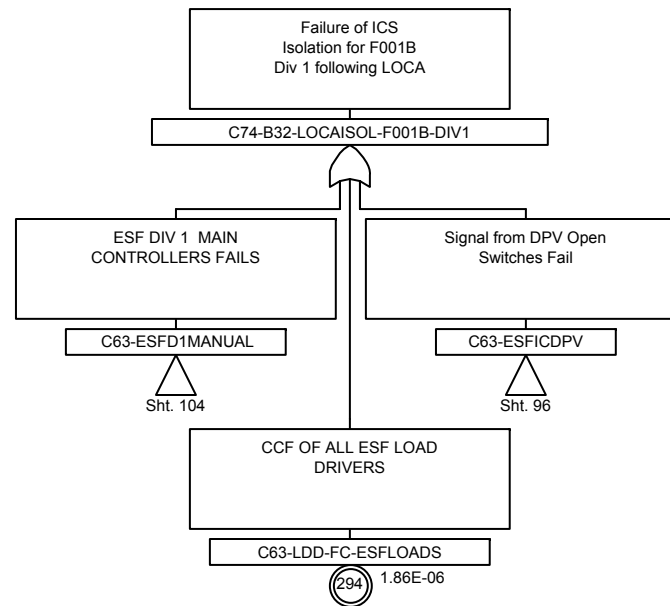 Failure of ICS
Isolation for F001B
Div 1 following LOCA
C74-B32-LOCAISOL-F001B-DIV1
ESF DIV 1 MAIN
CONTROLLERS FAILS
C63-ESFD1MANUAL
Sht. 104
Signal from DPV Open
Switches Fail
C63-ESFICDPV
Sht. 96
CCF OF ALL ESF LOAD
DRIVERS
C63-LDD-FC-ESFLOADS
294
1.86E-06